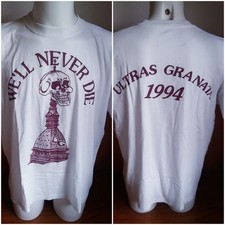 WE'LL NEVER DIE
ULTRAS GRANATA
1994